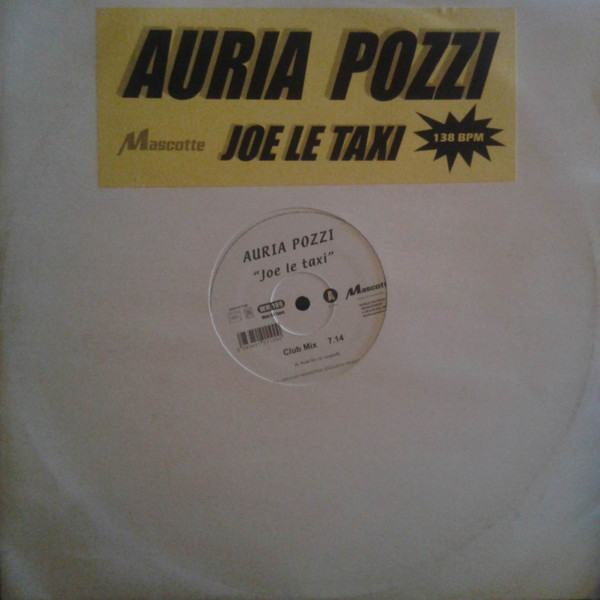 AURIA POZZI
Mascotte JOE LE TAXI 138 BPM
AURIA POZZI
"Joe le taxi"
A Mascotte
Club Mix 7.14